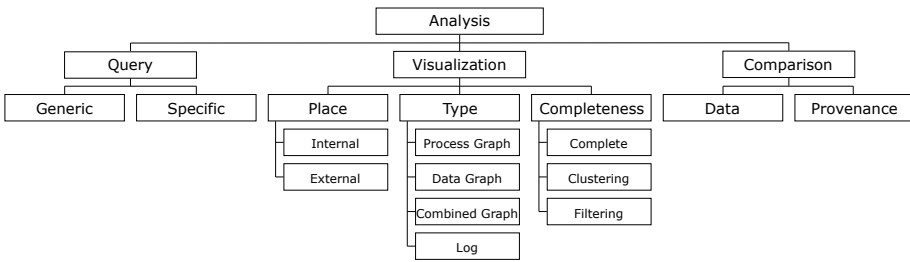 Analysis
Query
Visualization
Comparison
Generic
Specific
Place
Type
Completeness
Data
Provenance
Internal
Process Graph
Complete
External
Data Graph
Clustering
Combined Graph
Filtering
Log